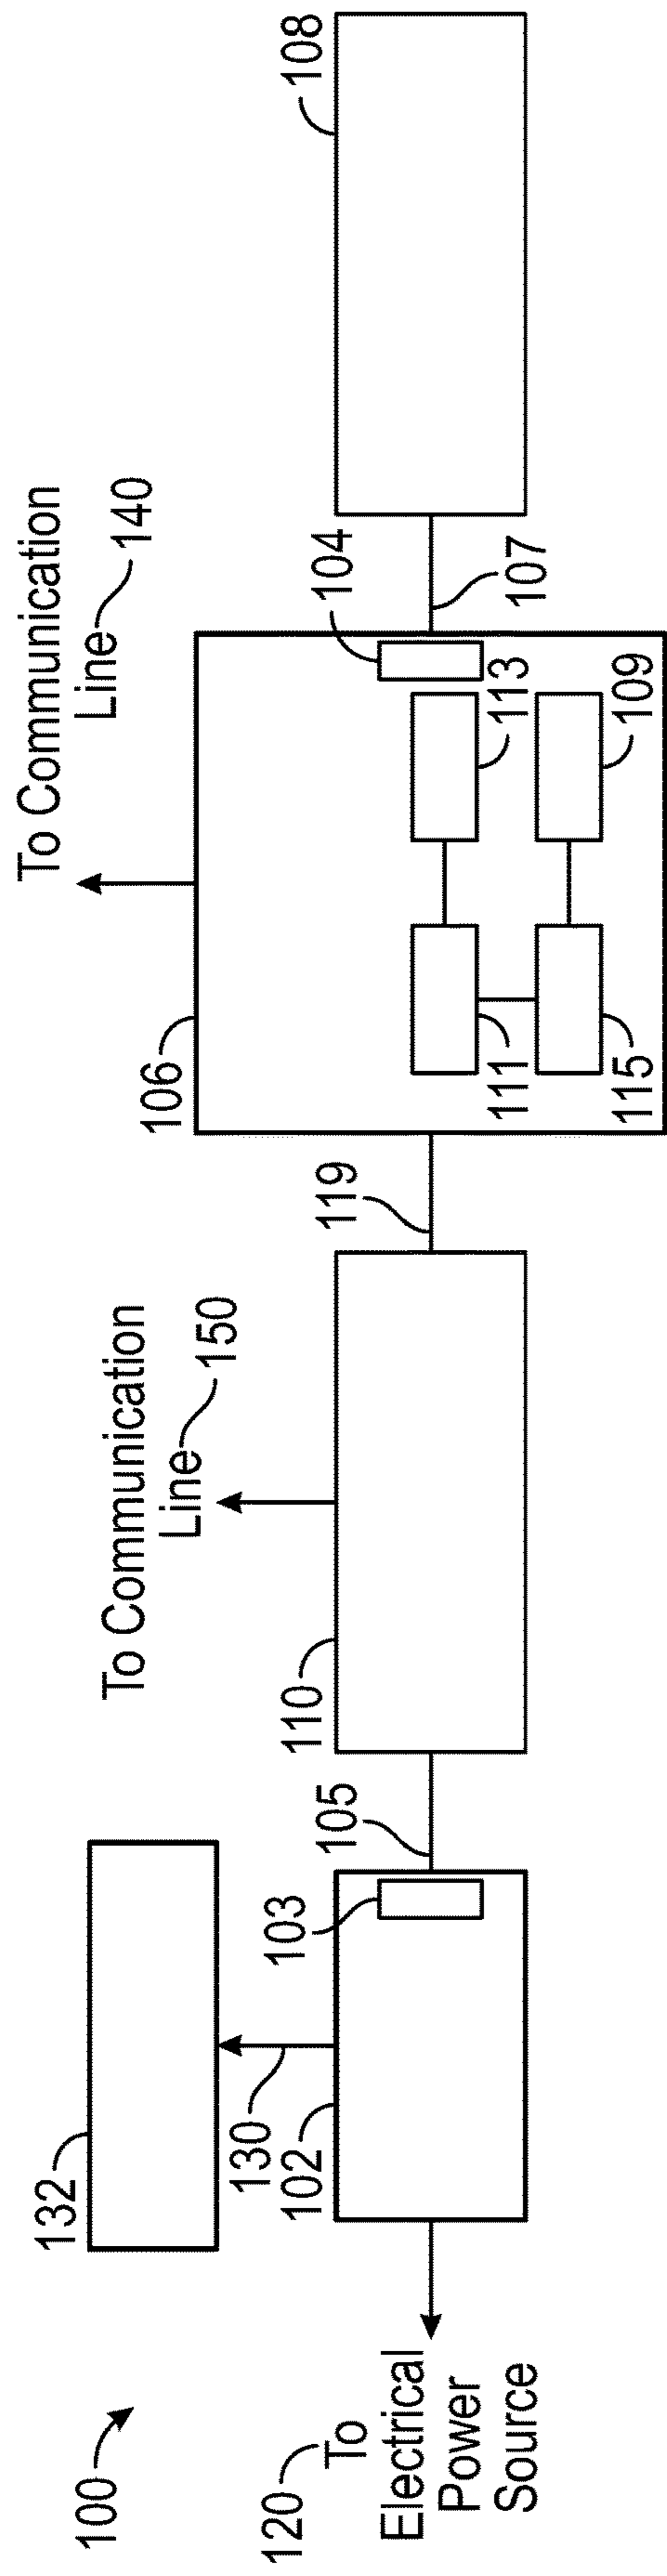 100
120
To
Electrical
Power
Source
132
130
102
103
105
To Communication
Line
150
110
119
To Communication
Line
140
106
104
113
111
115
109
107
108